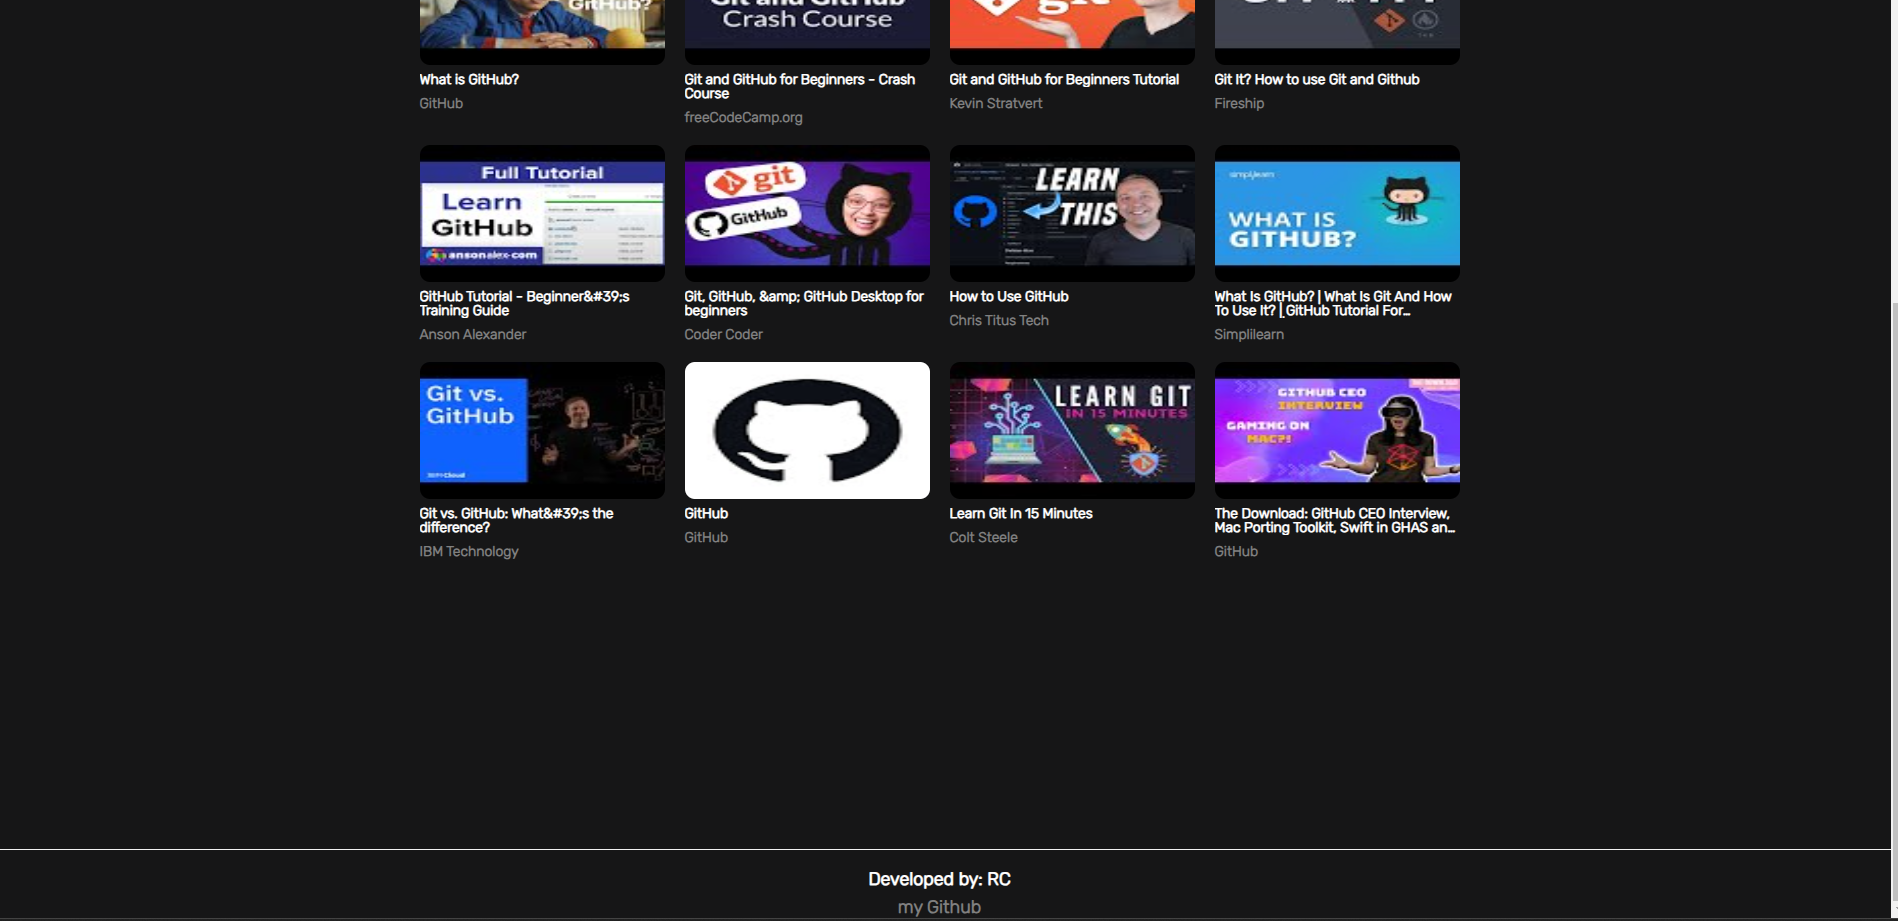 GitHub?
Git and GitHub
Crash Course
git
What is GitHub?
GitHub
Git and GitHub for Beginners - Crash
Course
freeCodeCamp.org
Git and GitHub for Beginners Tutorial
Kevin Stratvert
Git It? How to use Git and Github
Fireship
Full Tutorial
Learn
GitHub
ansonalex.com
git
GitHub
LEARN
THIS
simplilearn
WHAT IS
GITHUB?
GitHub Tutorial - Beginner&#39;s
Training Guide
Anson Alexander
Git, GitHub, &amp; GitHub Desktop for
beginners
Coder Coder
How to Use GitHub
Chris Titus Tech
What Is GitHub? | What Is Git And How
To Use It? | GitHub Tutorial For...
Simplilearn
Git vs.
GitHub
IBM Cloud
LEARN GIT
IN 15 MINUTES
GITHUB CEO
INTERVIEW
GAMING ON
MAC?!
Git vs. GitHub: What&#39;s the
difference?
IBM Technology
GitHub
GitHub
Learn Git In 15 Minutes
Colt Steele
The Download: GitHub CEO Interview,
Mac Porting Toolkit, Swift in GHAS an...
GitHub
Developed by: RC
my Github